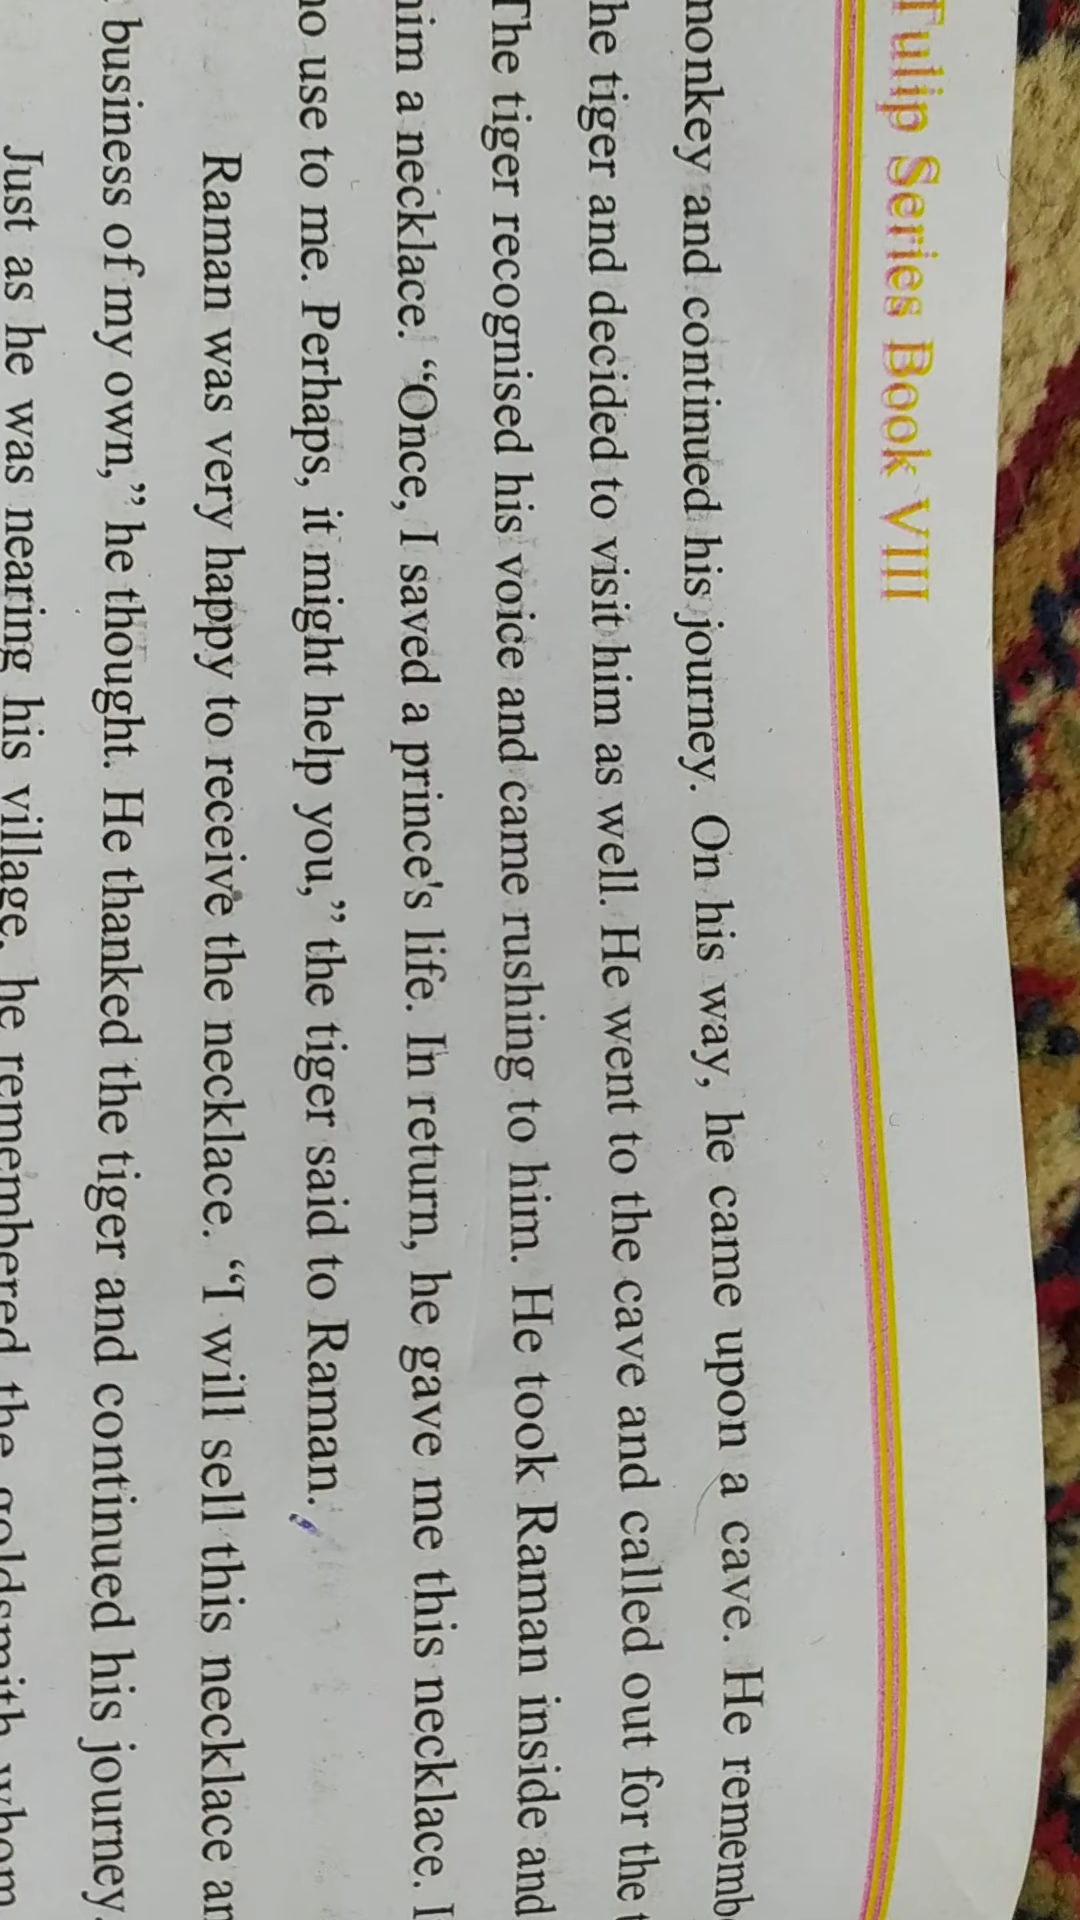 Tulip Series Book VIII
monkey and continued his journey. On his way, he came upon a cave. He rememb
he tiger and decided to visit him as well. He went to the cave and called out for the t
The tiger recognised his voice and came rushing to him. He took Raman inside and
him a necklace. “Once, I saved a prince's life. In return, he gave me this necklace. I
no use to me. Perhaps, it might help you,” the tiger said to Raman.
Raman was very happy to receive the necklace. “I will sell this necklace an
business of my own,” he thought. He thanked the tiger and continued his journey.
Just as he was nearing his village, he remembered the goldsmith whom